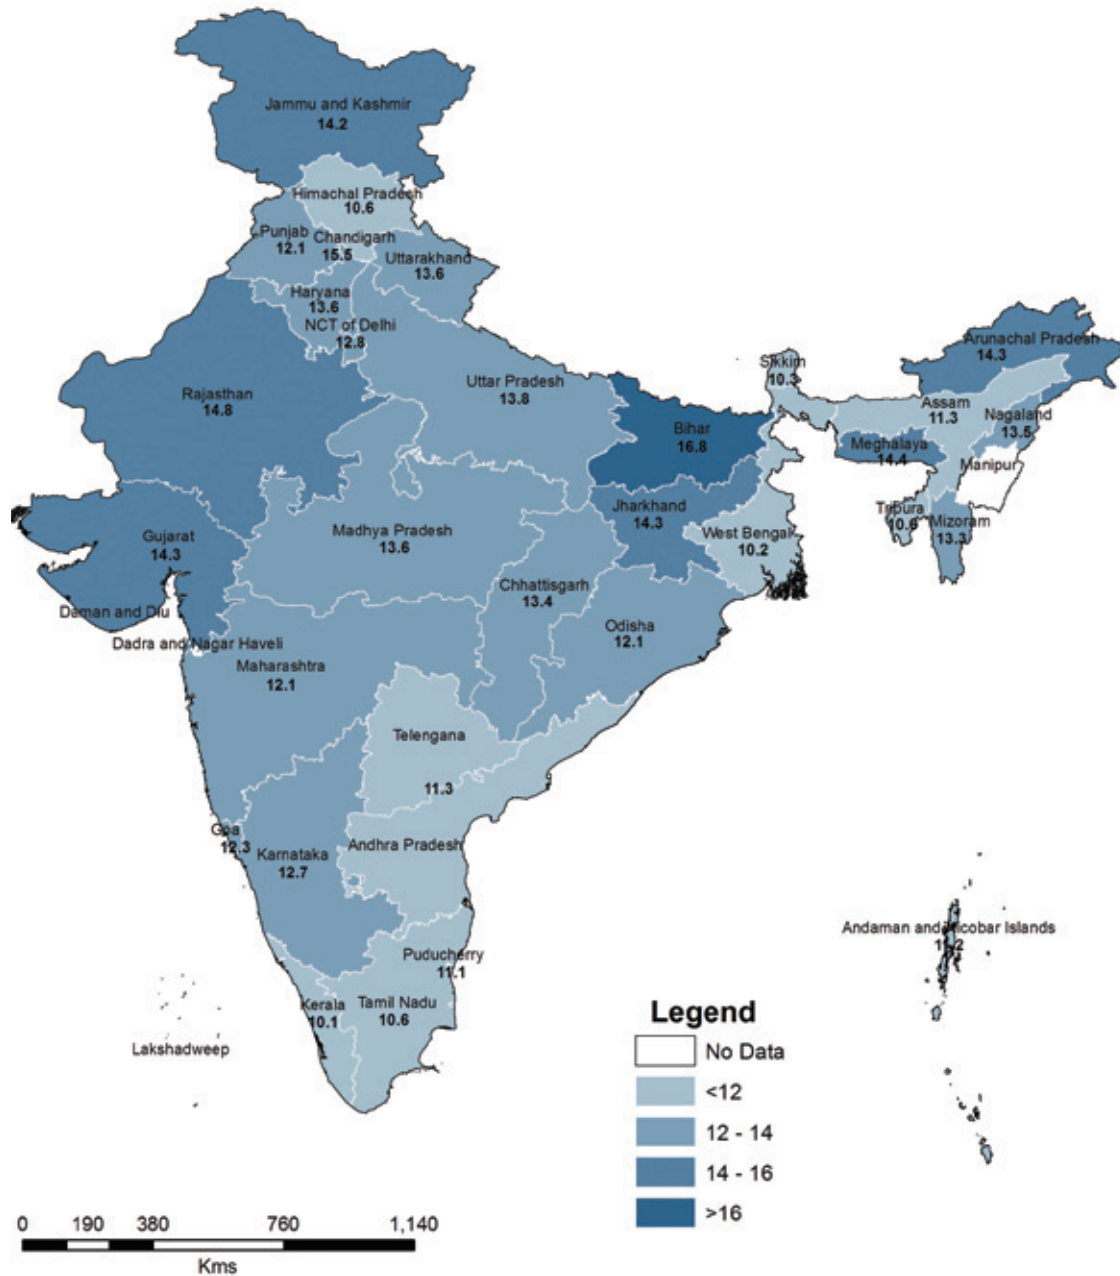 Jammu and Kashmir
14.2
Himachal Pradesh
10.6
Punjab
12.1
Chandigarh
15.5
Uttarakhand
13.6
Haryana
13.6
NCT of Delhi
12.8
Rajasthan
14.8
Uttar Pradesh
13.8
Bihar
16.8
Sikkim
10.3
Arunachal Pradesh
14.3
Assam
11.3
Nagaland
13.5
Meghalaya
14.4
Manipur
Tripura
10.6
Mizoram
13.3
Jharkhand
14.3
West Bengal
10.2
Gujarat
14.3
Madhya Pradesh
13.6
Chhattisgarh
13.4
Odisha
12.1
Daman and Diu
Dadra and Nagar Haveli
Maharashtra
12.1
Telengana
11.3
Goa
12.3
Karnataka
12.7
Andhra Pradesh
Puducherry
11.1
Kerala
10.1
Tamil Nadu
10.6
Lakshadweep
Andaman and Nicobar Islands
Legend
No Data
<12
12 - 14
14 - 16
>16
0 190 380 760 1,140
Kms